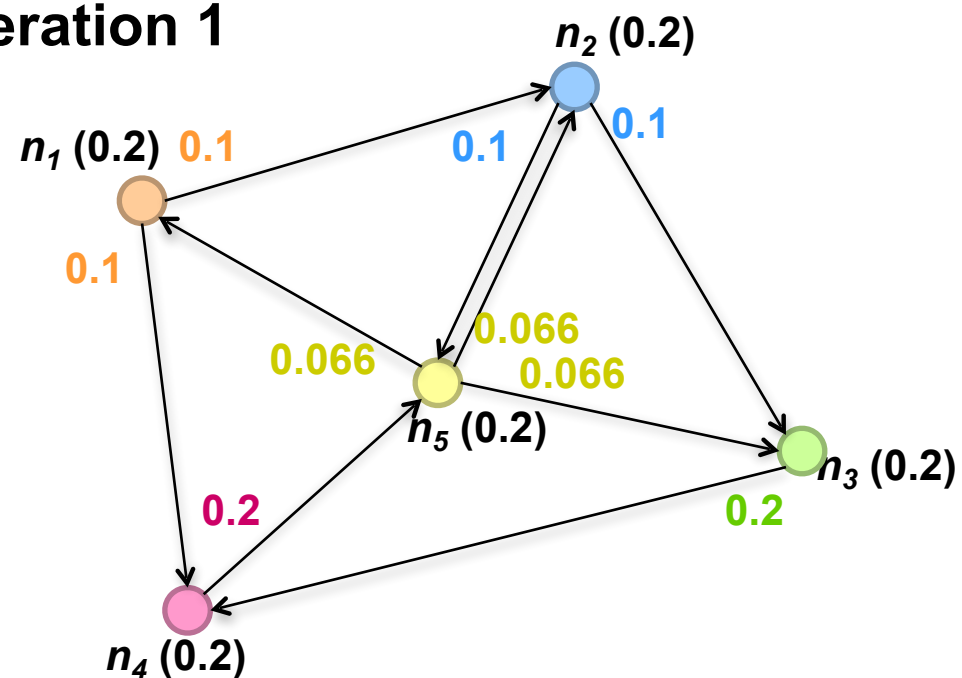 eration 1
n2 (0.2)
n1 (0.2) 0.1
0.1
0.1
0.1
0.066
0.066
0.066
n5 (0.2)
n3 (0.2)
0.2
0.2
n4 (0.2)